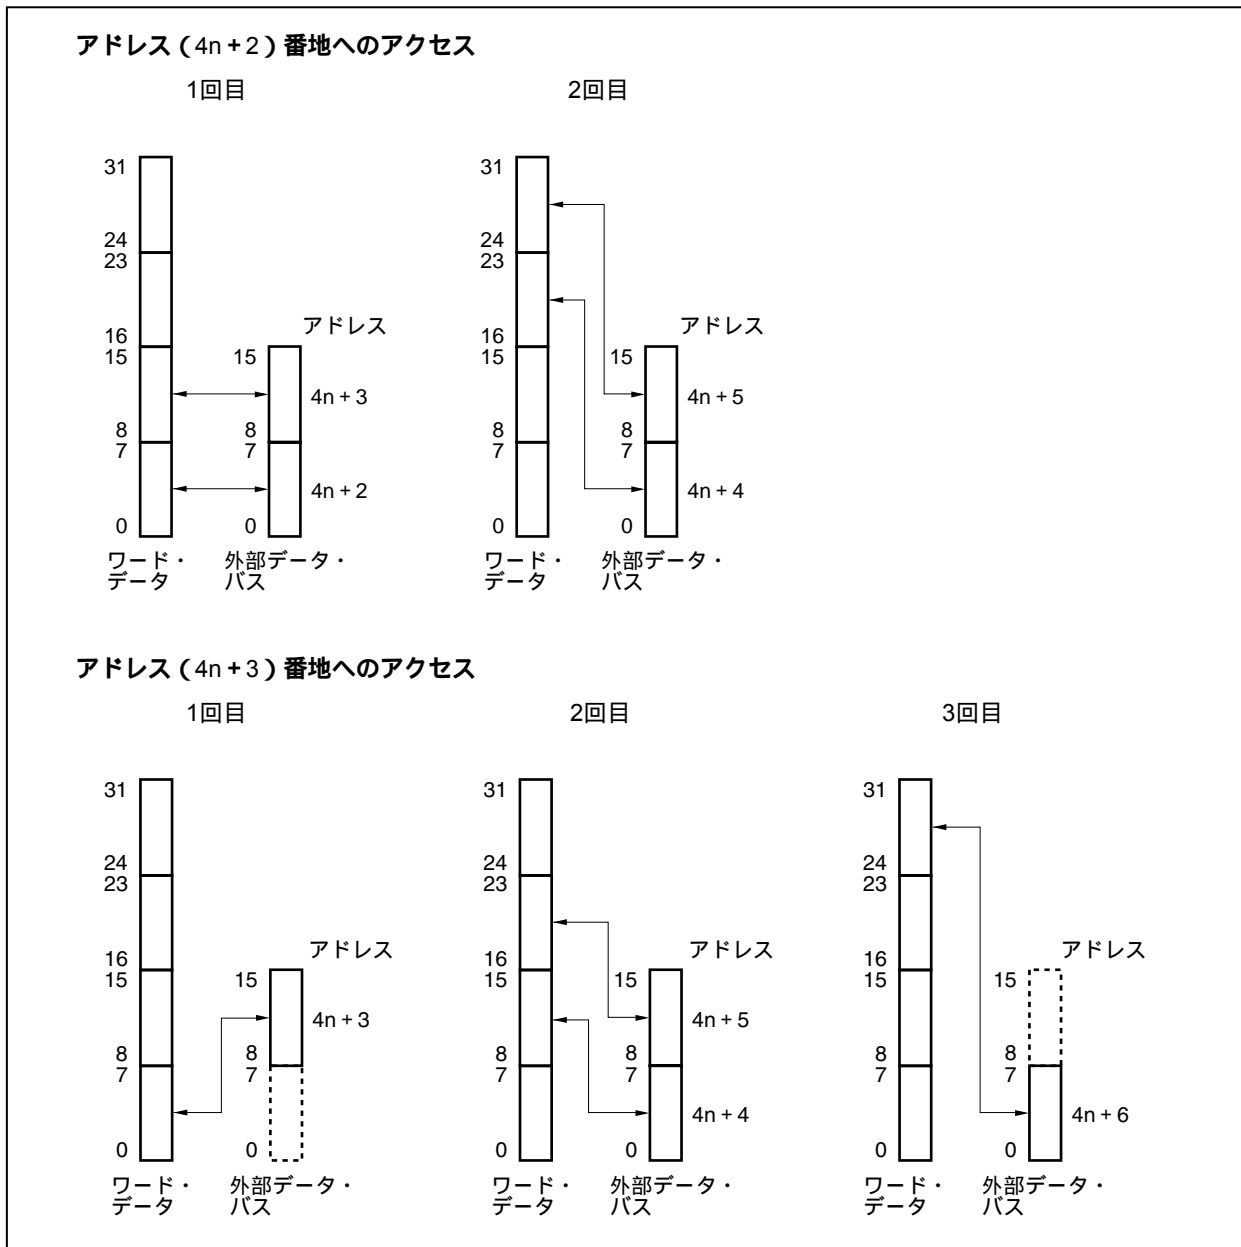 アドレス（4n＋2）番地へのアクセス
1回目
2回目
31
24
23
16
15
8
7
0
ワード・
データ
アドレス
15
4n＋3
8
7
4n＋2
0
外部データ・
バス
31
24
23
16
15
8
7
0
ワード・
データ
アドレス
15
4n＋5
8
7
4n＋4
0
外部データ・
バス
アドレス（4n＋3）番地へのアクセス
1回目
2回目
3回目
31
24
23
16
15
8
7
0
ワード・
データ
アドレス
15
4n＋3
8
7
0
外部データ・
バス
31
24
23
16
15
8
7
0
ワード・
データ
アドレス
15
4n＋5
8
7
4n＋4
0
外部データ・
バス
31
24
23
16
15
8
7
0
ワード・
データ
アドレス
15
8
7
4n＋6
0
外部データ・
バス